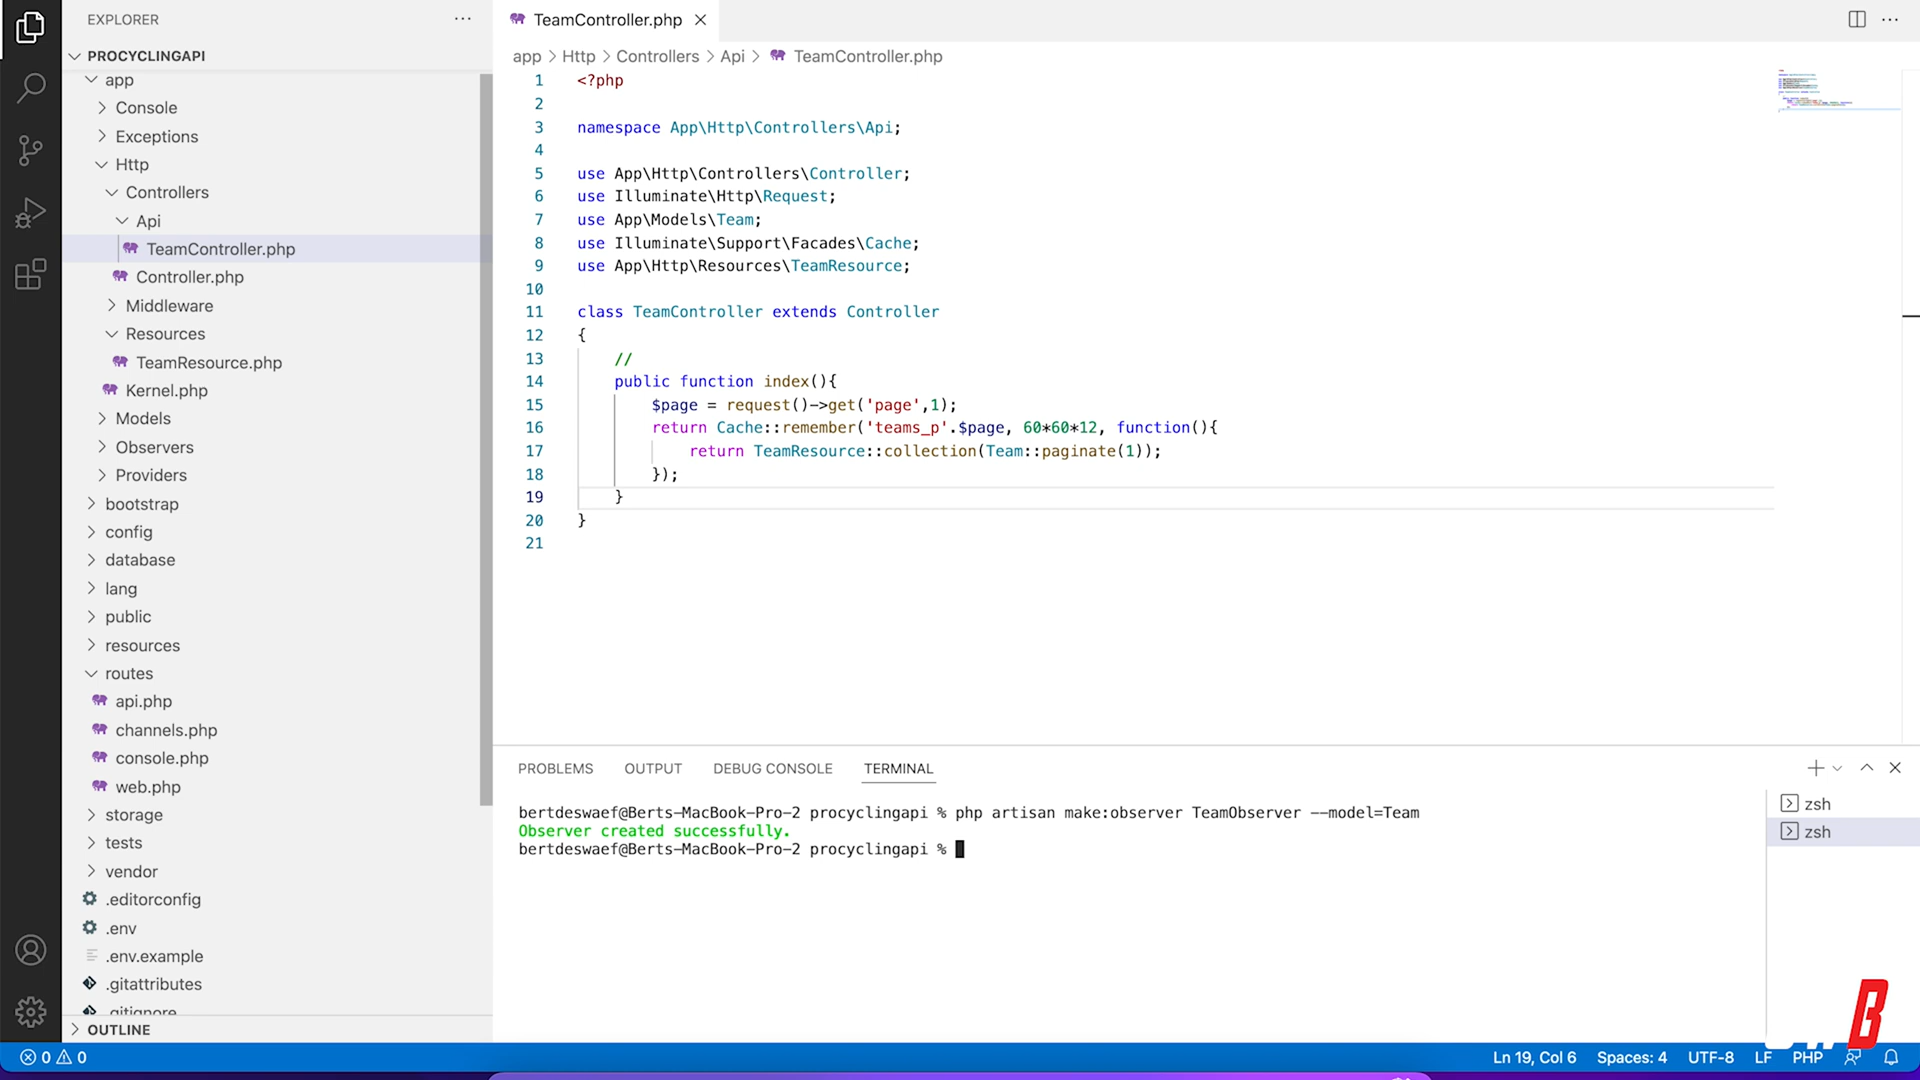 EXPLORER
PROCYCLINGAPI
app
Console
Exceptions
Http
Controllers
Api
TeamController.php
Controller.php
Middleware
Resources
TeamResource.php
Kernel.php
Models
Observers
Providers
bootstrap
config
database
lang
public
resources
routes
api.php
channels.php
console.php
web.php
storage
tests
vendor
.editorconfig
.env
.env.example
.gitattributes
.gitignore
OUTLINE
TeamController.php
app > Http > Controllers > Api > TeamController.php
1 <?php
2
3 namespace App\Http\Controllers\Api;
4
5 use App\Http\Controllers\Controller;
6 use Illuminate\Http\Request;
7 use App\Models\Team;
8 use Illuminate\Support\Facades\Cache;
9 use App\Http\Resources\TeamResource;
10
11 class TeamController extends Controller
12 {
13 //
14 public function index(){
15 $page = request()->get('page',1);
16 return Cache::remember('teams_p'.$page, 60*60*12, function(){
17 return TeamResource::collection(Team::paginate(1));
18 });
19 }
20 }
21
PROBLEMS OUTPUT DEBUG CONSOLE TERMINAL
bertdeswaef@Berts-MacBook-Pro-2 procyclingapi % php artisan make:observer TeamObserver --model=Team
Observer created successfully.
bertdeswaef@Berts-MacBook-Pro-2 procyclingapi %
zsh
zsh
0 0
Ln 19, Col 6 Spaces: 4 UTF-8 LF PHP